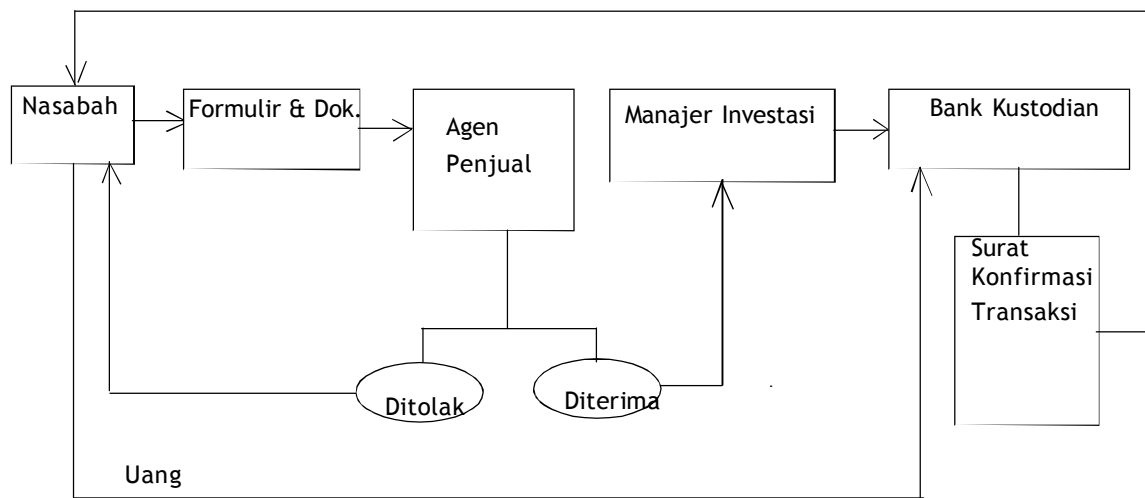 Nasabah
Formulir & Dok.
Agen
Penjual
Manajer Investasi
Bank Kustodian
Surat
Konfirmasi
Transaksi
Ditolak
Diterima
Uang